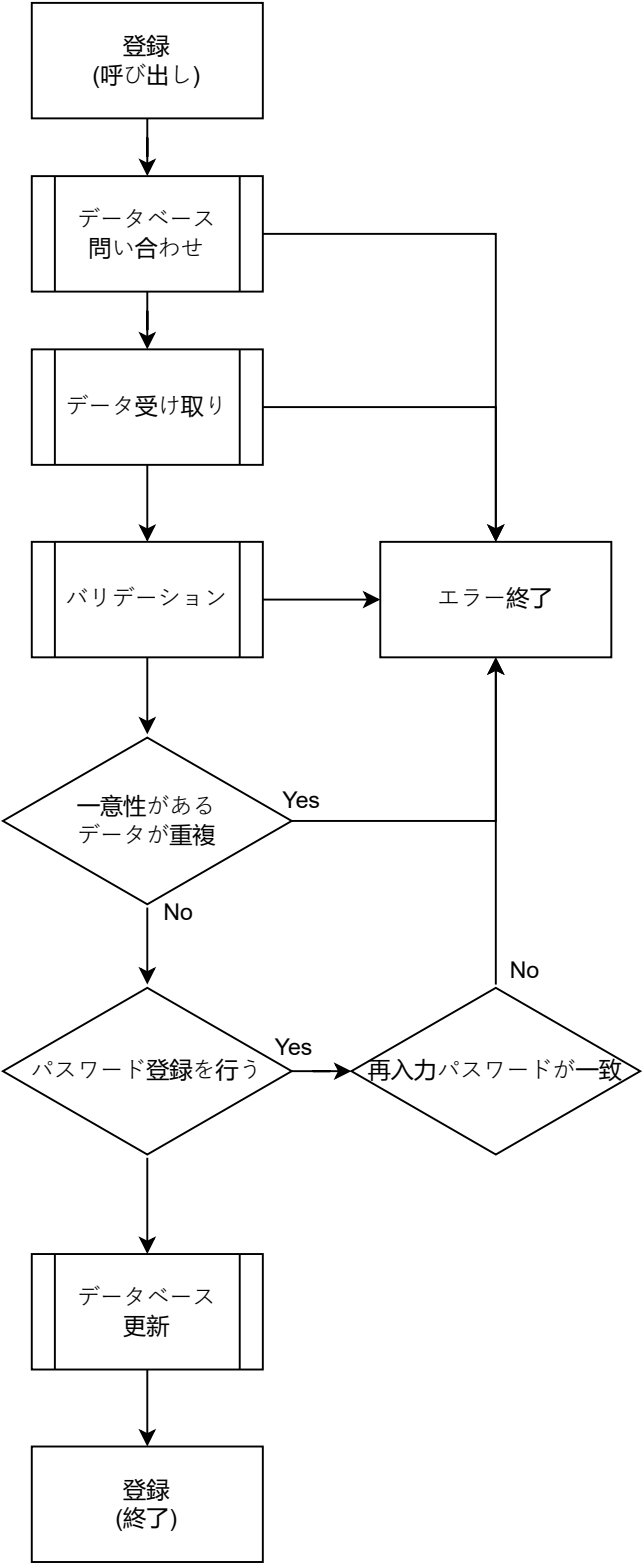 登録
(呼び出し)
データベース
問い合わせ
データ受け取り
バリデーション
エラー終了
一意性がある
データが重複
Yes
No
パスワード登録を行う
Yes
再入力パスワードが一致
No
データベース
更新
登録
(終了)